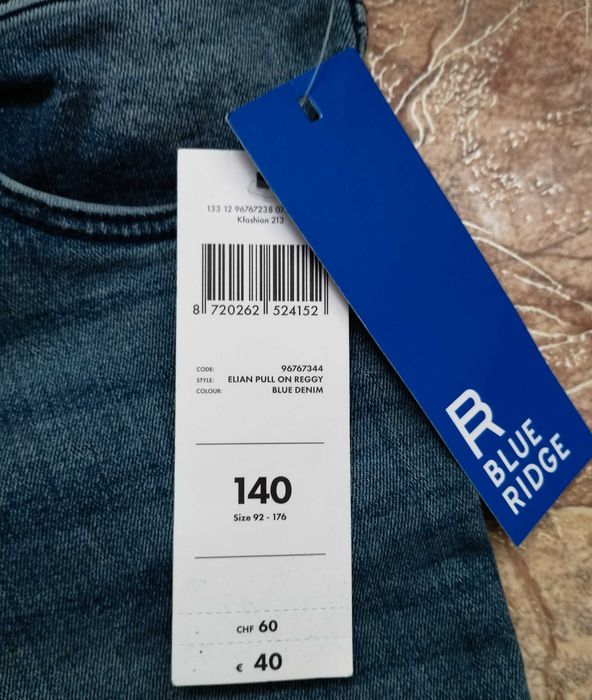 133 12 96767238 07
Kfashion 213
8 720262 524152
CODE: 96767344
STYLE: ELIAN PULL ON REGGY
COLOUR: BLUE DENIM
140
Size 92 - 176
CHF 60
€ 40
R
BLUE
RIDGE